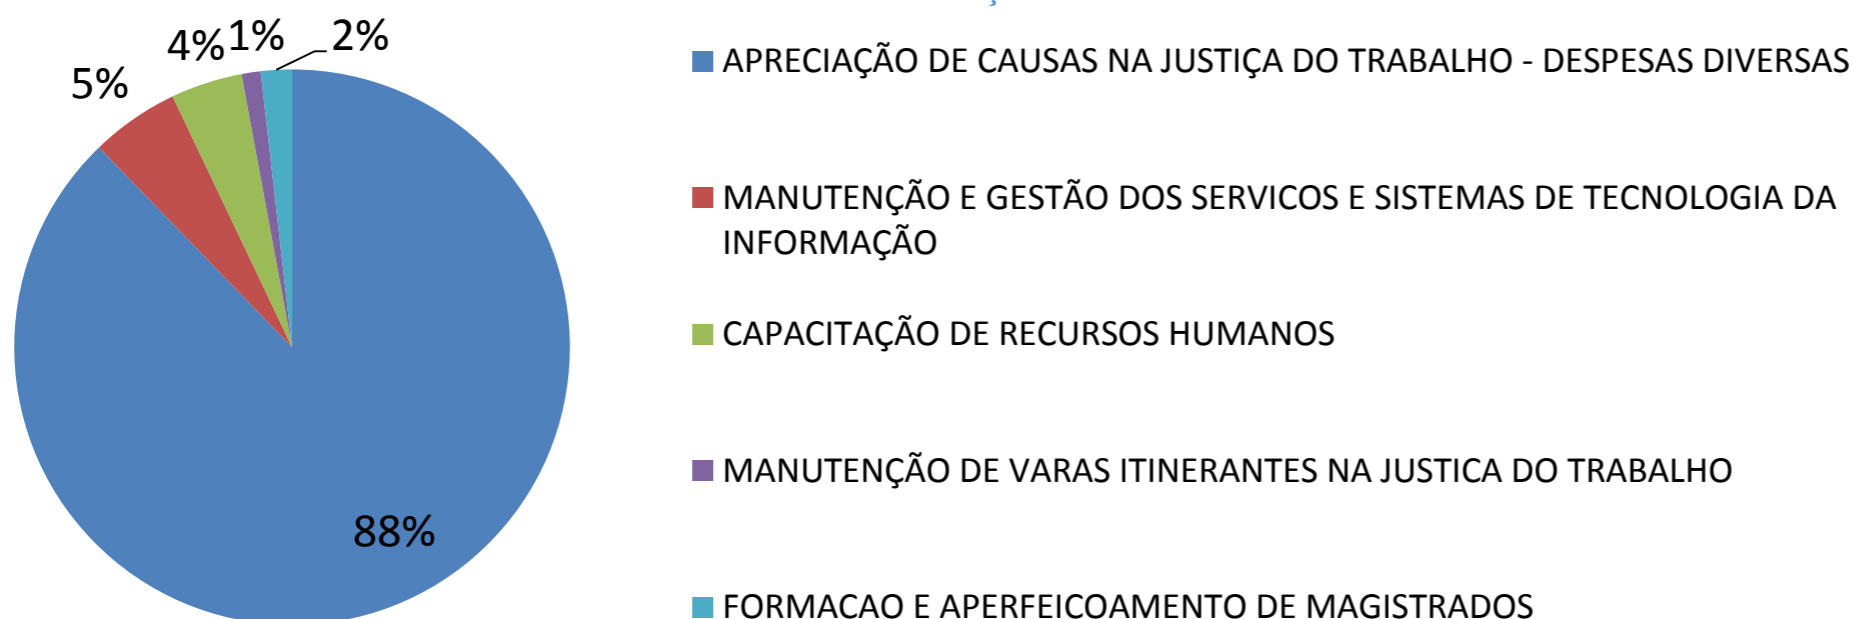 4%
1%
2%
5%
88%
APRECIAÇÃO DE CAUSAS NA JUSTIÇA DO TRABALHO - DESPESAS DIVERSAS
MANUTENÇÃO E GESTÃO DOS SERVICOS E SISTEMAS DE TECNOLOGIA DA
INFORMAÇÃO
CAPACITAÇÃO DE RECURSOS HUMANOS
MANUTENÇÃO DE VARAS ITINERANTES NA JUSTICA DO TRABALHO
FORMACAO E APERFEICOAMENTO DE MAGISTRADOS